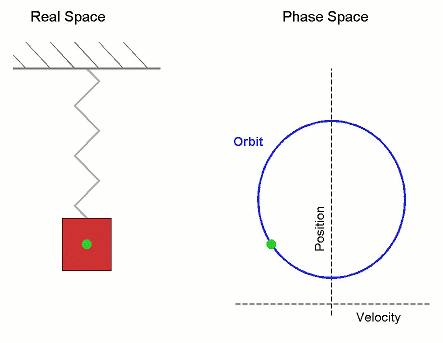 Real Space
Phase Space
Orbit
Position
Velocity